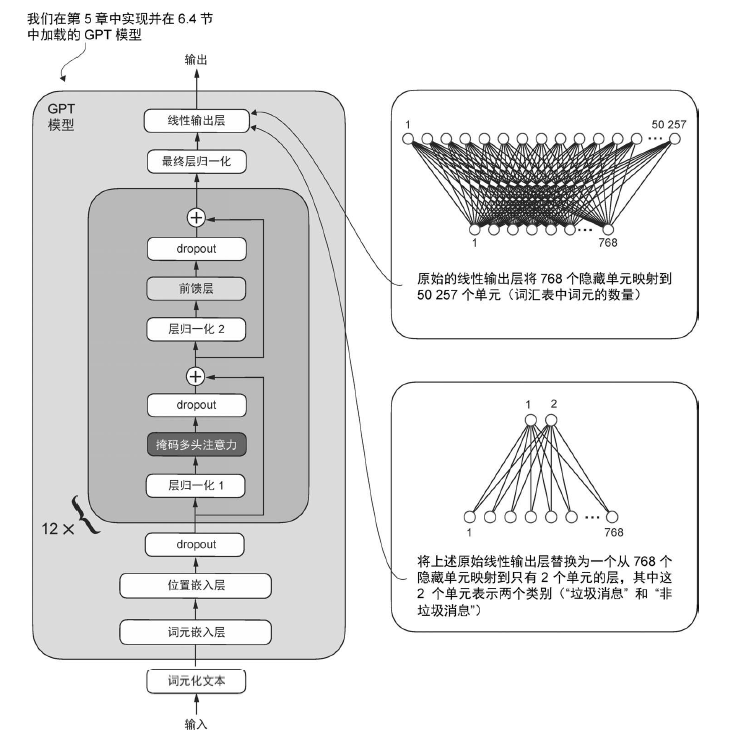 我们在第 5 章中实现并在 6.4 节
中加载的 GPT 模型
输出
GPT
模型
线性输出层
最终层归一化
+
dropout
前馈层
层归一化 2
+
dropout
掩码多头注意力
层归一化 1
12 ×
dropout
位置嵌入层
词元嵌入层
词元化文本
输入
1
50 257
1
768
原始的线性输出层将 768 个隐藏单元映射到
50 257 个单元（词汇表中词元的数量）
1 2
1
768
将上述原始线性输出层替换为一个从 768 个
隐藏单元映射到只有 2 个单元的层，其中这
2 个单元表示两个类别（“垃圾消息” 和 “非
垃圾消息”）